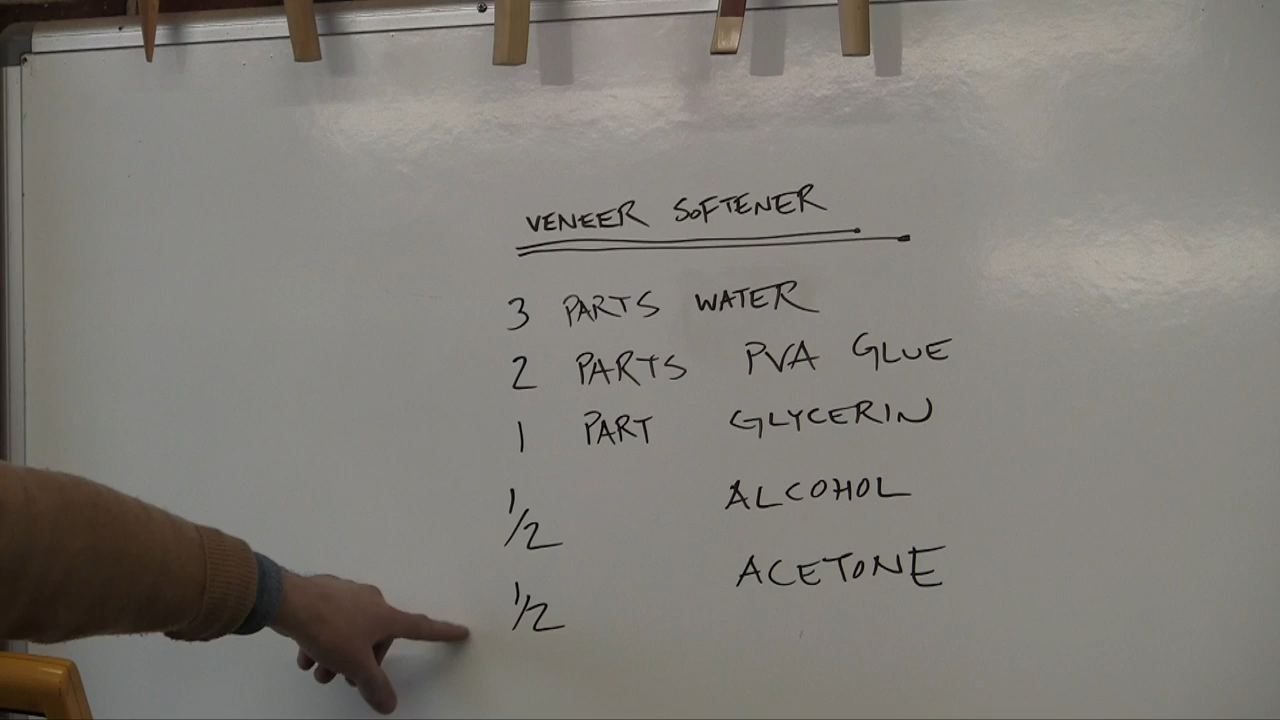 VENEER SOFTENER
3 PARTS WATER
2 PARTS PVA GLUE
1 PART GLYCERIN
1/2 ALCOHOL
1/2 ACETONE